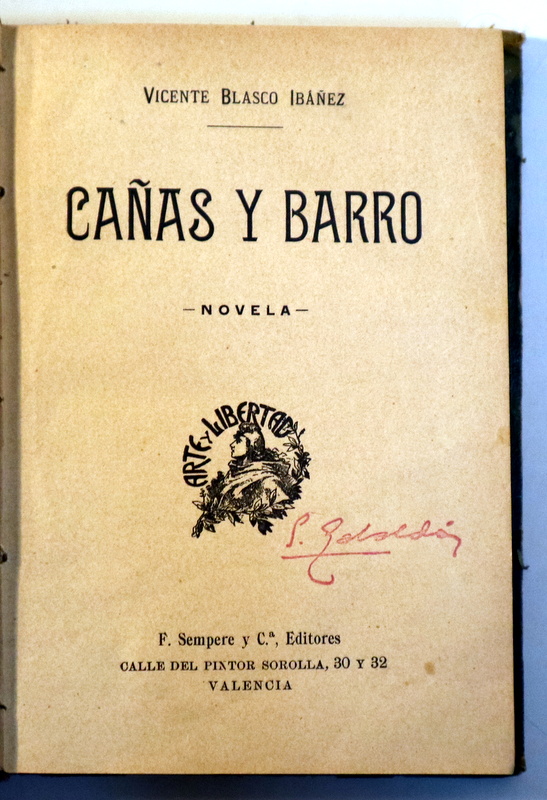 VICENTE BLASCO IBÁÑEZ
CAÑAS Y BARRO
—NOVELA—
ARTE Y LIBERTAD
F. Sempere y C.ª, Editores
CALLE DEL PINTOR SOROLLA, 30 Y 32
VALENCIA